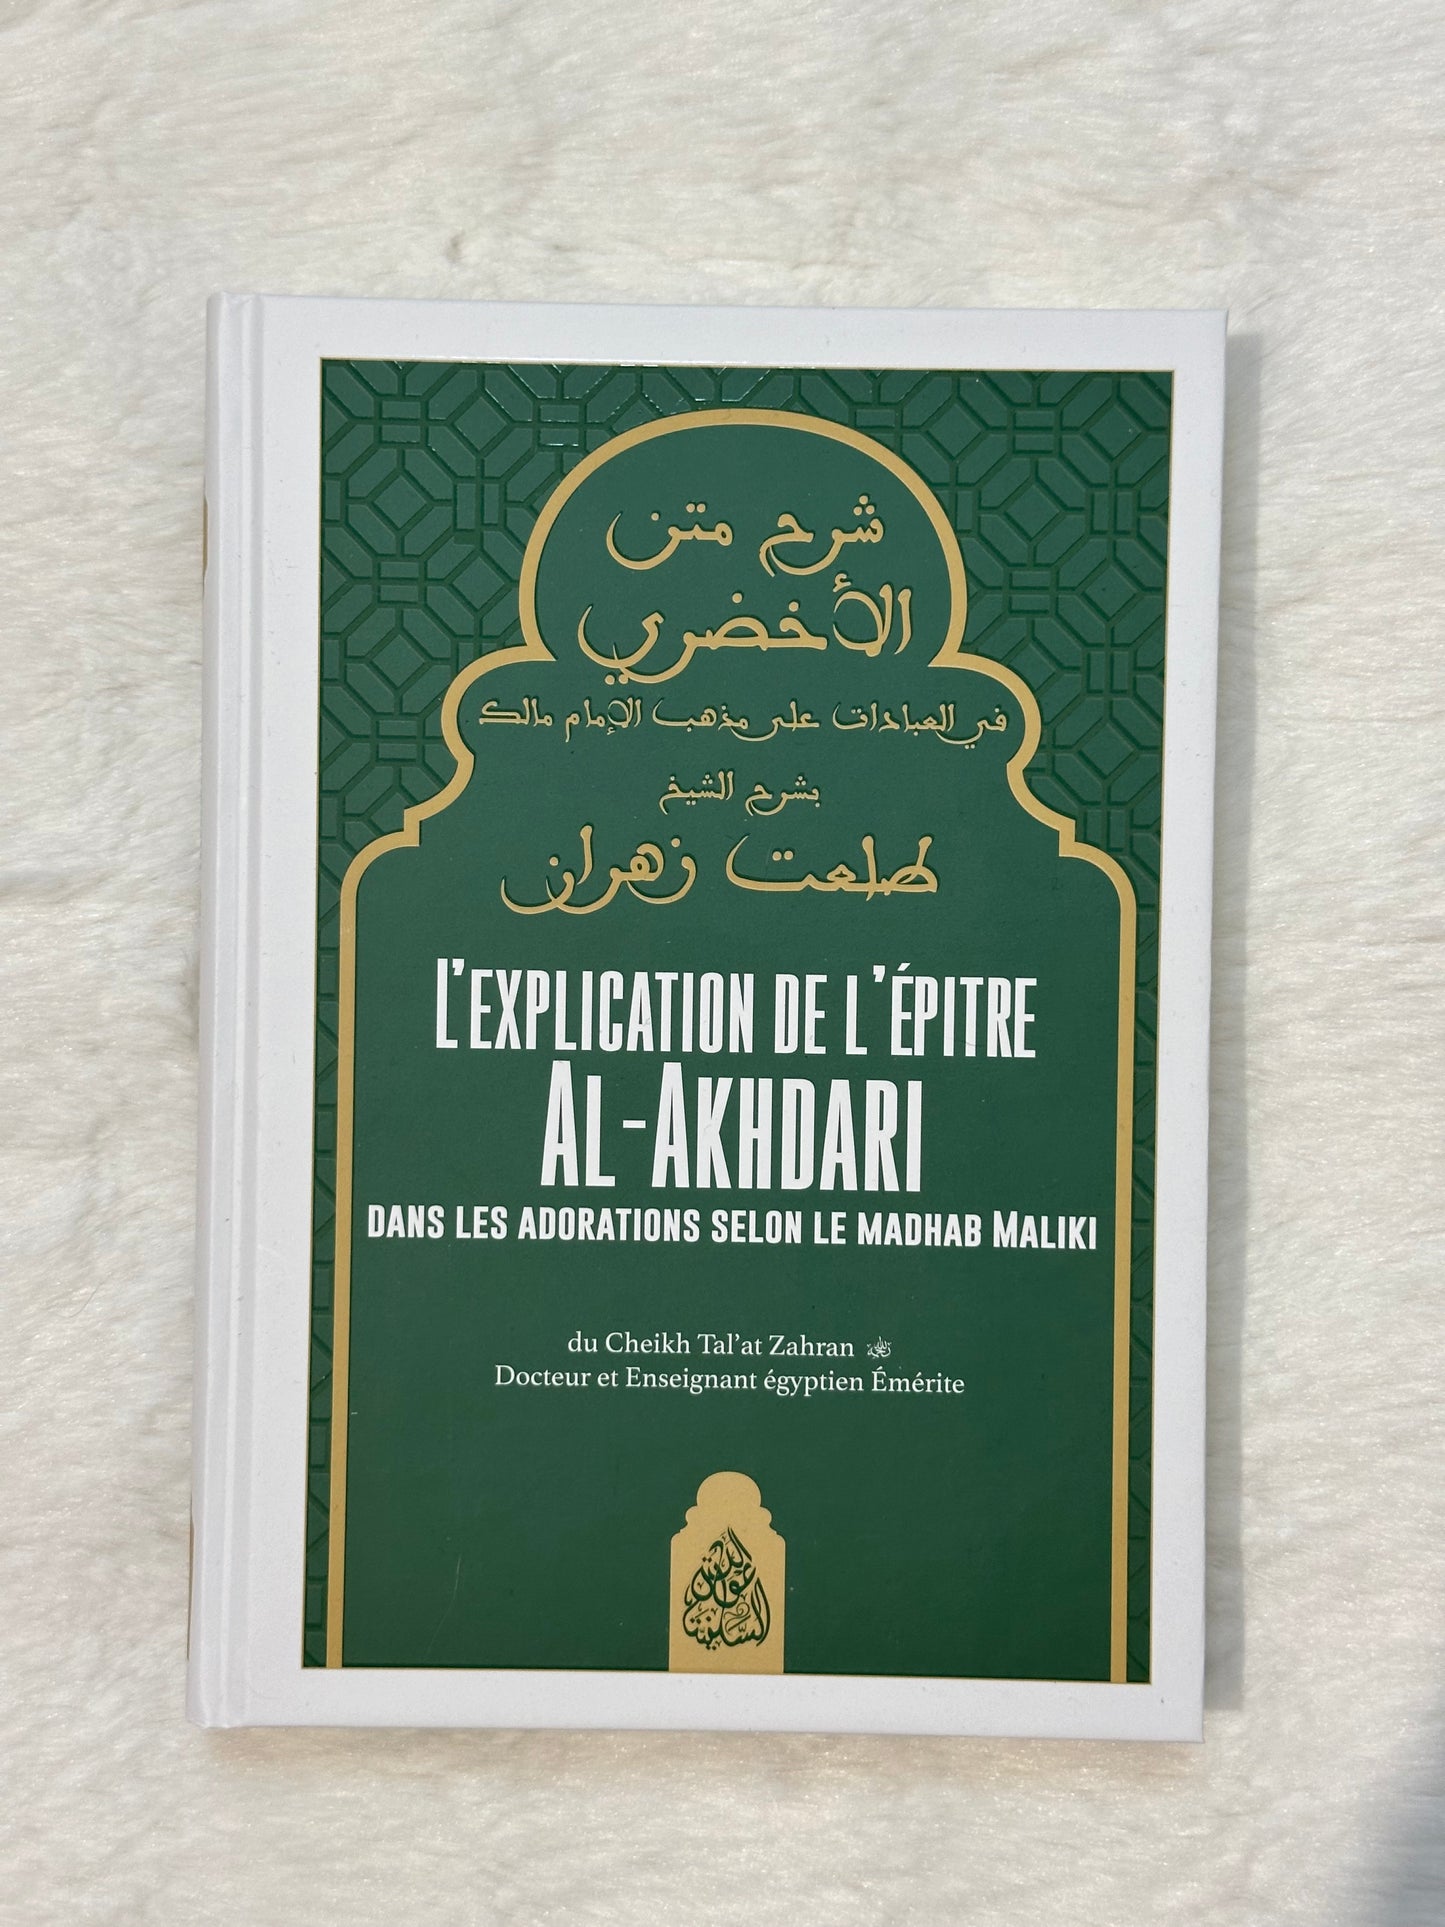 شرح متن
الأخضري
في العبادات على مذهب الإمام مالك
بشرح الشيخ
طلعت زهران
L'EXPLICATION DE L'ÉPITRE
AL-AKHDARI
DANS LES ADORATIONS SELON LE MADHAB MALIKI
du Cheikh Tal'at Zahran
Docteur et Enseignant égyptien Émérite